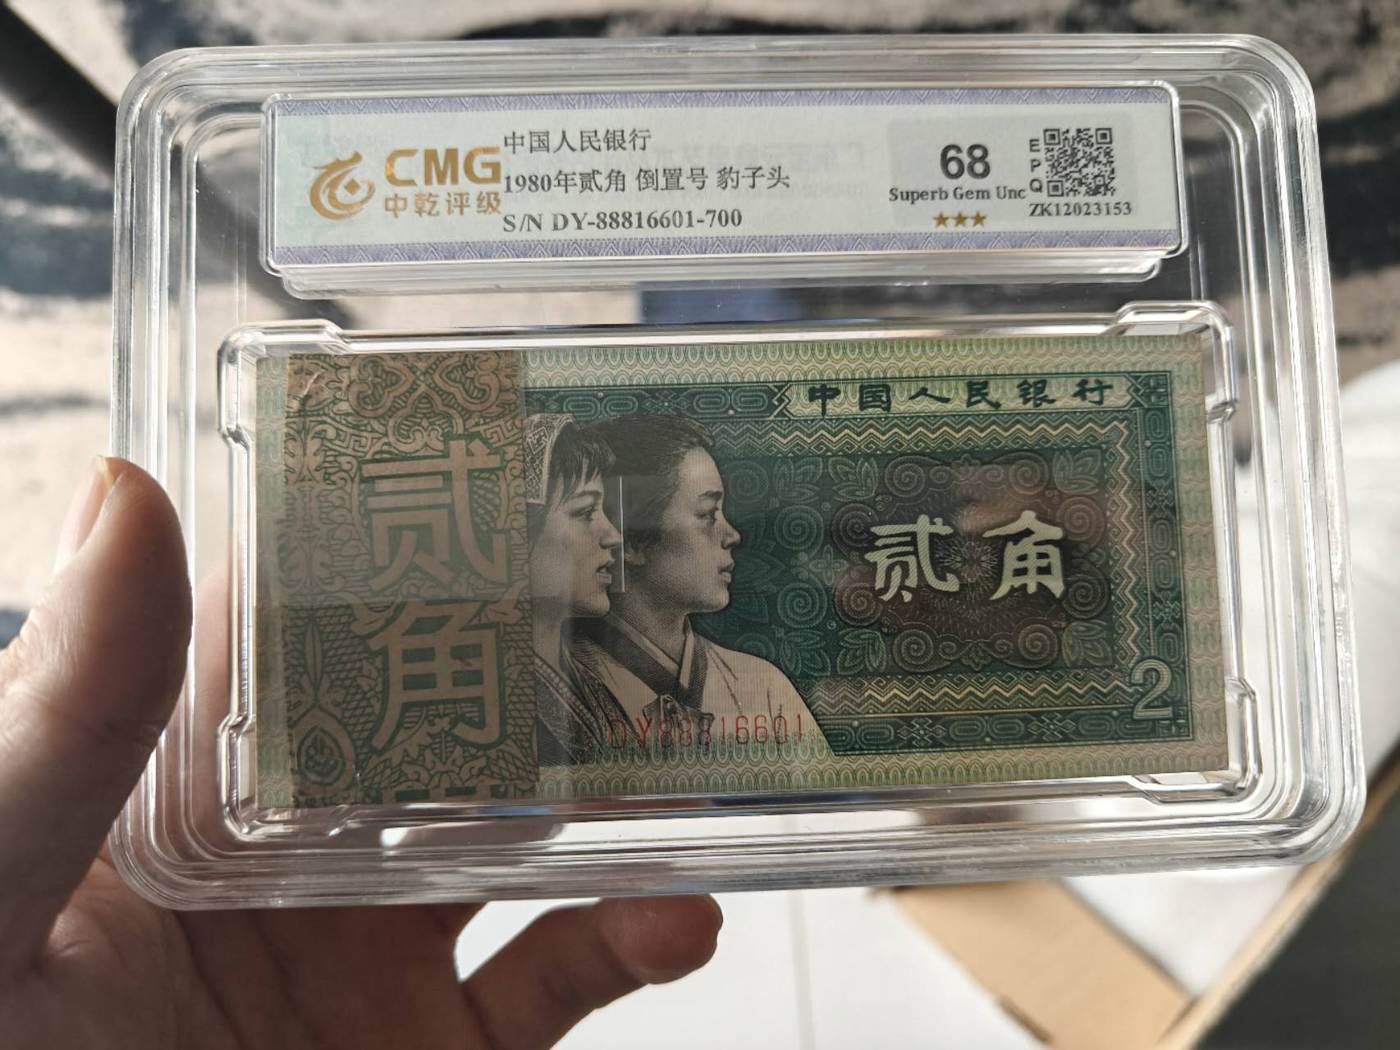 CMG
中乾评级
中国人民银行
1980年贰角 倒置号 豹子头
S/N DY-88816601-700
68
Superb Gem Unc
★★★
EPQ
ZK12023153
中国人民银行
贰角
贰角
2
DY88816601